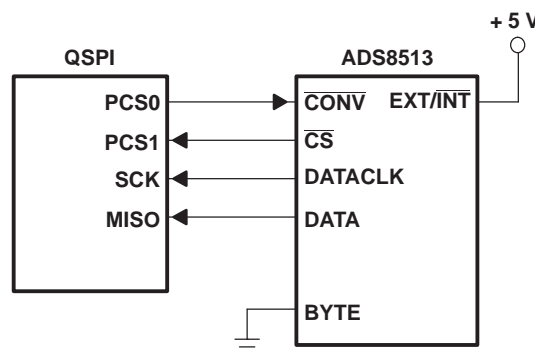 + 5 V
QSPI
ADS8513
PCS0
CONV
EXT/INT
PCS1
CS
SCK
DATACLK
MISO
DATA
BYTE